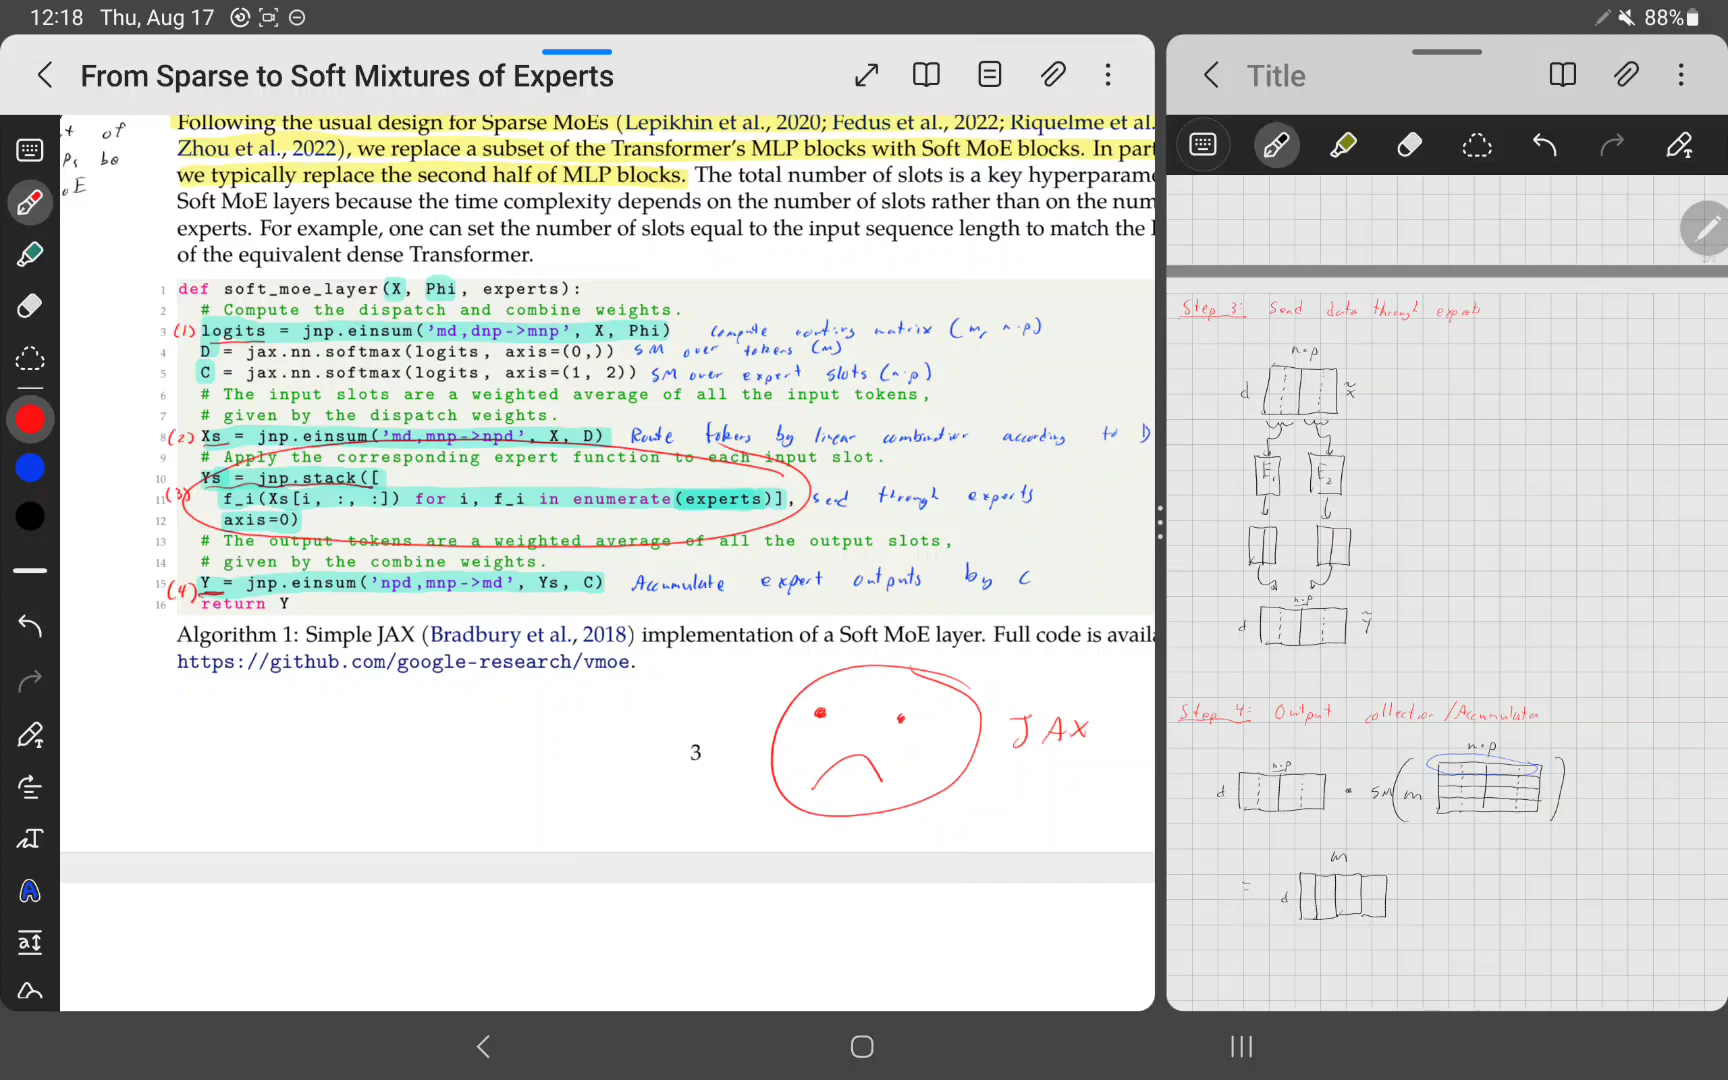 12:18 Thu, Aug 17
88%
From Sparse to Soft Mixtures of Experts
t of
Ps be
oE
Following the usual design for Sparse MoEs (Lepikhin et al., 2020; Fedus et al., 2022; Riquelme et al.
Zhou et al., 2022), we replace a subset of the Transformer's MLP blocks with Soft MoE blocks. In part
we typically replace the second half of MLP blocks. The total number of slots is a key hyperparame
Soft MoE layers because the time complexity depends on the number of slots rather than on the num
experts. For example, one can set the number of slots equal to the input sequence length to match the
of the equivalent dense Transformer.
1 def soft_moe_layer(X, Phi, experts):
2 # Compute the dispatch and combine weights.
(1) 3 logits = jnp.einsum('md,dnp->mnp', X, Phi) compute routing matrix (m, n·p)
4 D = jax.nn.softmax(logits, axis=(0,)) SM over tokens (m)
5 C = jax.nn.softmax(logits, axis=(1, 2)) SM over expert slots (n·p)
6 # The input slots are a weighted average of all the input tokens,
7 # given by the dispatch weights.
8 (2) Xs = jnp.einsum('md,mnp->npd', X, D) Route tokens by linear combination according to D
9 # Apply the corresponding expert function to each input slot.
10 Ys = jnp.stack([
11 (3) f_i(Xs[i, :, :]) for i, f_i in enumerate(experts)], send through experts
12 axis=0)
13 # The output tokens are a weighted average of all the output slots,
14 # given by the combine weights.
15 (4) Y = jnp.einsum('npd,mnp->md', Ys, C) Accumulate expert outputs by C
16 return Y
Algorithm 1: Simple JAX (Bradbury et al., 2018) implementation of a Soft MoE layer. Full code is avail
https://github.com/google-research/vmoe.
JAX
3
Title
Step 3: Send data through experts
n·p
d X̃
E1 E2
n·p
d Ỹ
Step 4: Output collection/Accumulation
n·p
n·p
d · SM(m )
m
= d